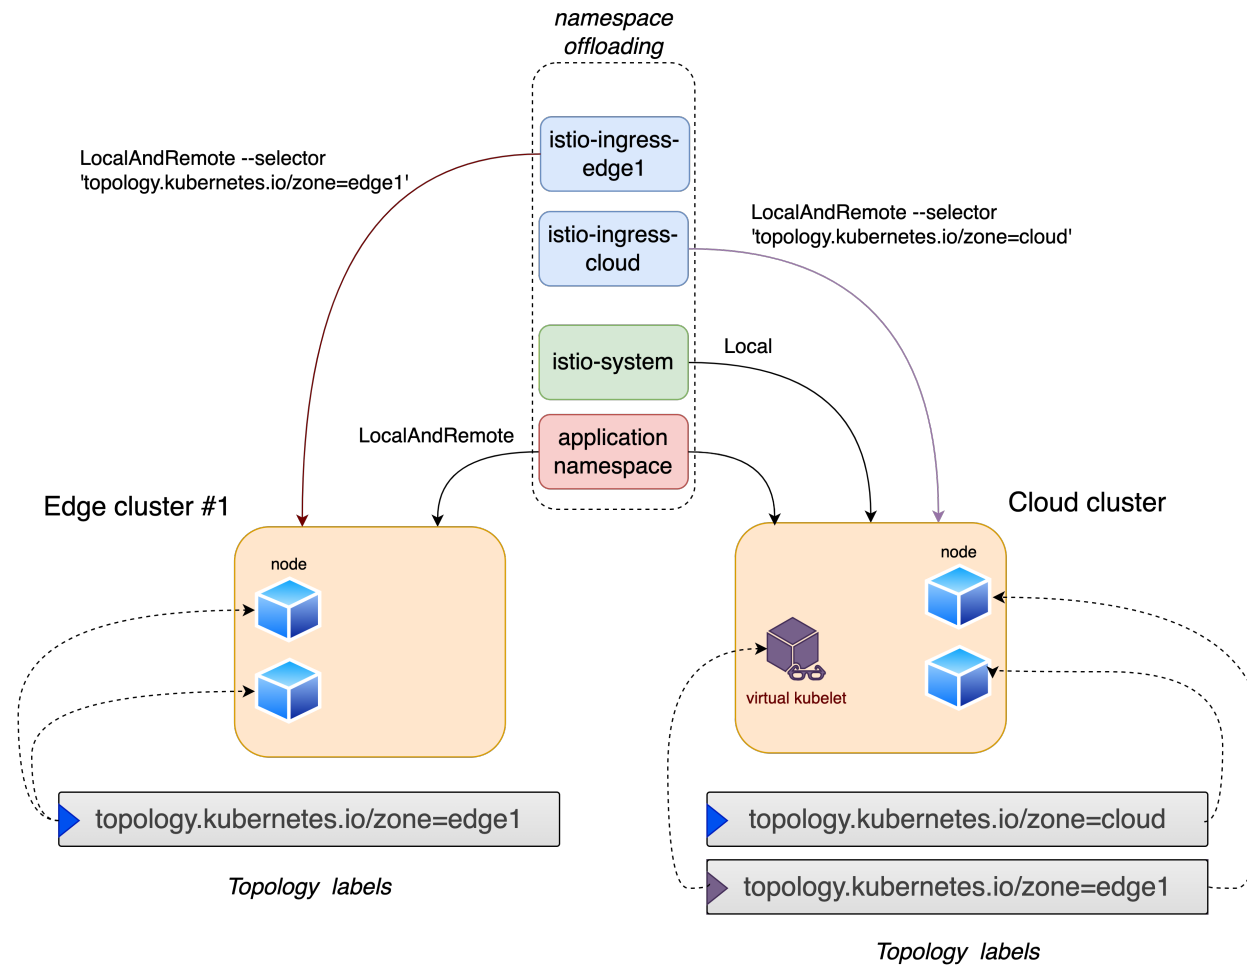 namespace
offloading
istio-ingress-
edge1
LocalAndRemote --selector
'topology.kubernetes.io/zone=edge1'
istio-ingress-
cloud
LocalAndRemote --selector
'topology.kubernetes.io/zone=cloud'
istio-system
Local
application
namespace
LocalAndRemote
Edge cluster #1
Cloud cluster
node
node
virtual kubelet
topology.kubernetes.io/zone=edge1
Topology labels
topology.kubernetes.io/zone=cloud
topology.kubernetes.io/zone=edge1
Topology labels